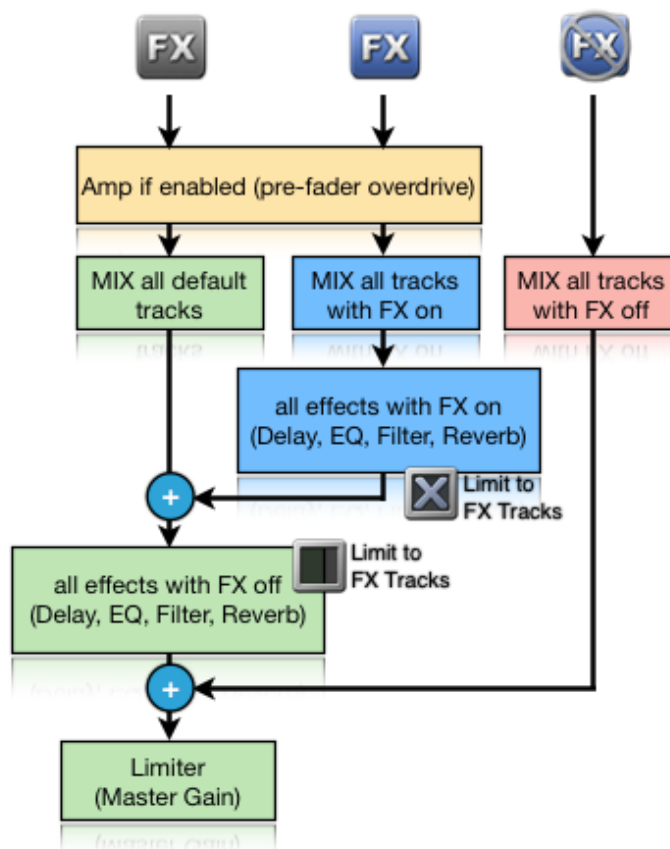 FX
FX
FX
Amp if enabled (pre-fader overdrive)
MIX all default
tracks
MIX all tracks
with FX on
MIX all tracks
with FX off
all effects with FX on
(Delay, EQ, Filter, Reverb)
Limit to
FX Tracks
+
Limit to
FX Tracks
all effects with FX off
(Delay, EQ, Filter, Reverb)
+
Limiter
(Master Gain)